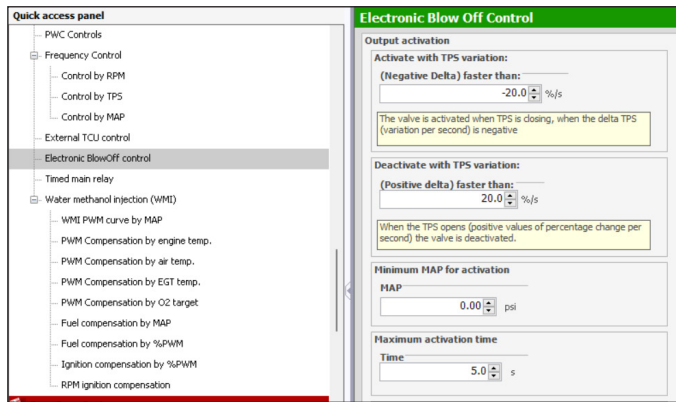 Quick access panel
PWC Controls
Frequency Control
Control by RPM
Control by TPS
Control by MAP
External TCU control
Electronic BlowOff control
Timed main relay
Water methanol injection (WMI)
WMI PWM curve by MAP
PWM Compensation by engine temp.
PWM Compensation by air temp.
PWM Compensation by EGT temp.
PWM Compensation by O2 target
Fuel compensation by MAP
Fuel compensation by %PWM
Ignition compensation by %PWM
RPM ignition compensation
Electronic Blow Off Control
Output activation
Activate with TPS variation:
(Negative Delta) faster than:
-20.0 %/s
The valve is activated when TPS is closing, when the delta TPS
(variation per second) is negative
Deactivate with TPS variation:
(Positive delta) faster than:
20.0 %/s
When the TPS opens (positive values of percentage change per
second) the valve is deactivated.
Minimum MAP for activation
MAP
0.00 psi
Maximum activation time
Time
5.0 s